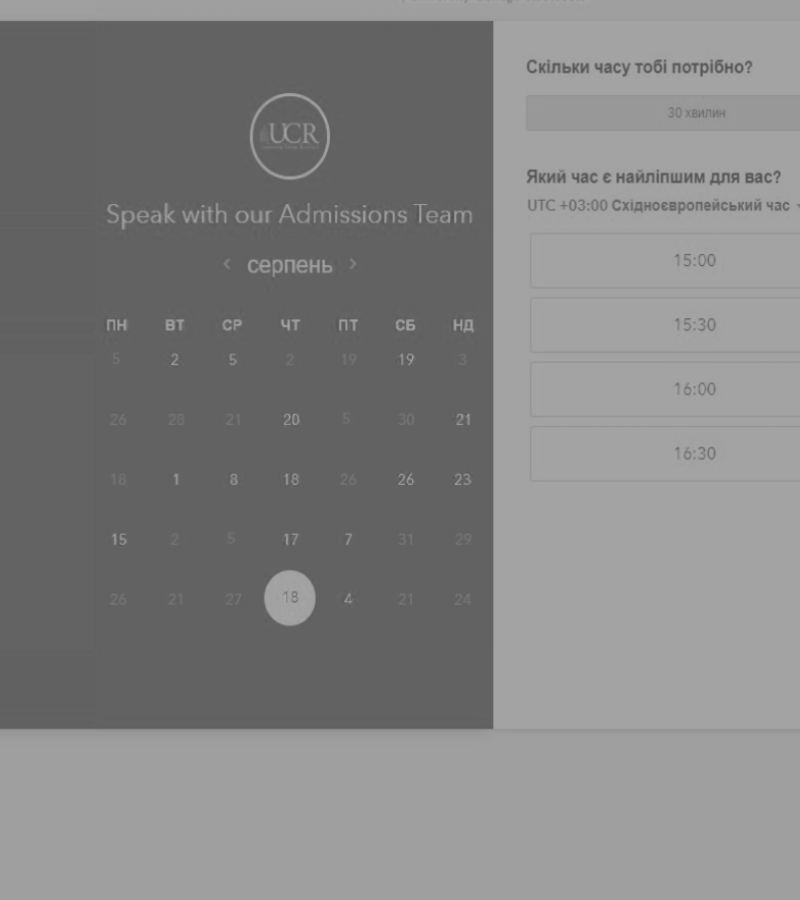 UCR
Speak with our Admissions Team
‹ серпень ›
ПН ВТ СР ЧТ ПТ СБ НД
5 2 5 2 19 19 3
26 28 21 20 5 30 21
18 1 8 18 26 26 23
15 2 5 17 7 31 29
26 21 27 18 4 21 24
Скільки часу тобі потрібно?
30 хвилин
Який час є найліпшим для вас?
UTC +03:00 Східноєвропейський час
15:00
15:30
16:00
16:30